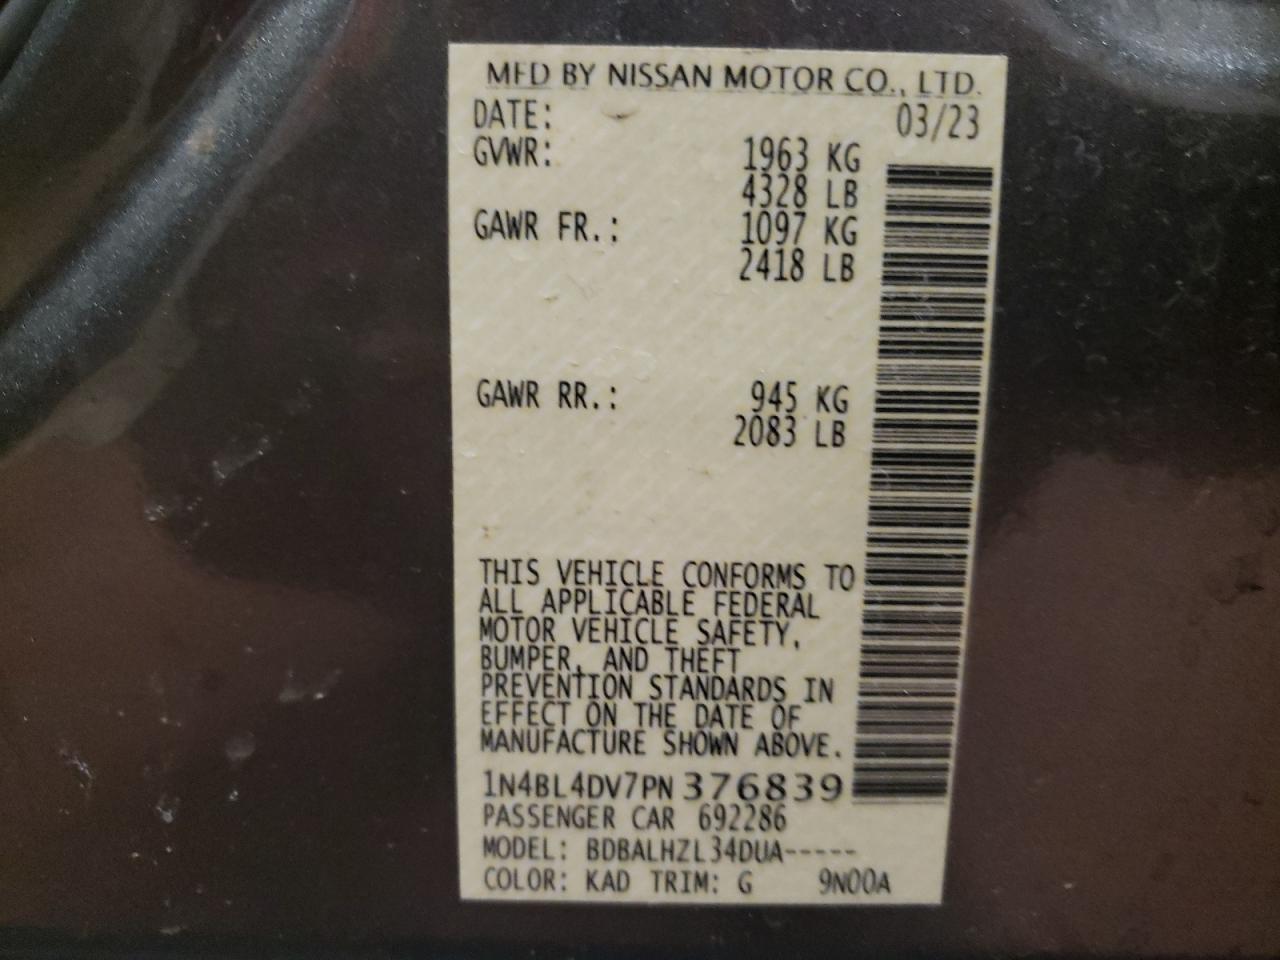 MFD BY NISSAN MOTOR CO., LTD.
DATE: 03/23
GVWR: 1963 KG
4328 LB
GAWR FR.: 1097 KG
2418 LB
GAWR RR.: 945 KG
2083 LB
THIS VEHICLE CONFORMS TO
ALL APPLICABLE FEDERAL
MOTOR VEHICLE SAFETY,
BUMPER, AND THEFT
PREVENTION STANDARDS IN
EFFECT ON THE DATE OF
MANUFACTURE SHOWN ABOVE.
1N4BL4DV7PN376839
PASSENGER CAR 692286
MODEL: BDBALHZL34DUA-----
COLOR: KAD TRIM: G 9N00A